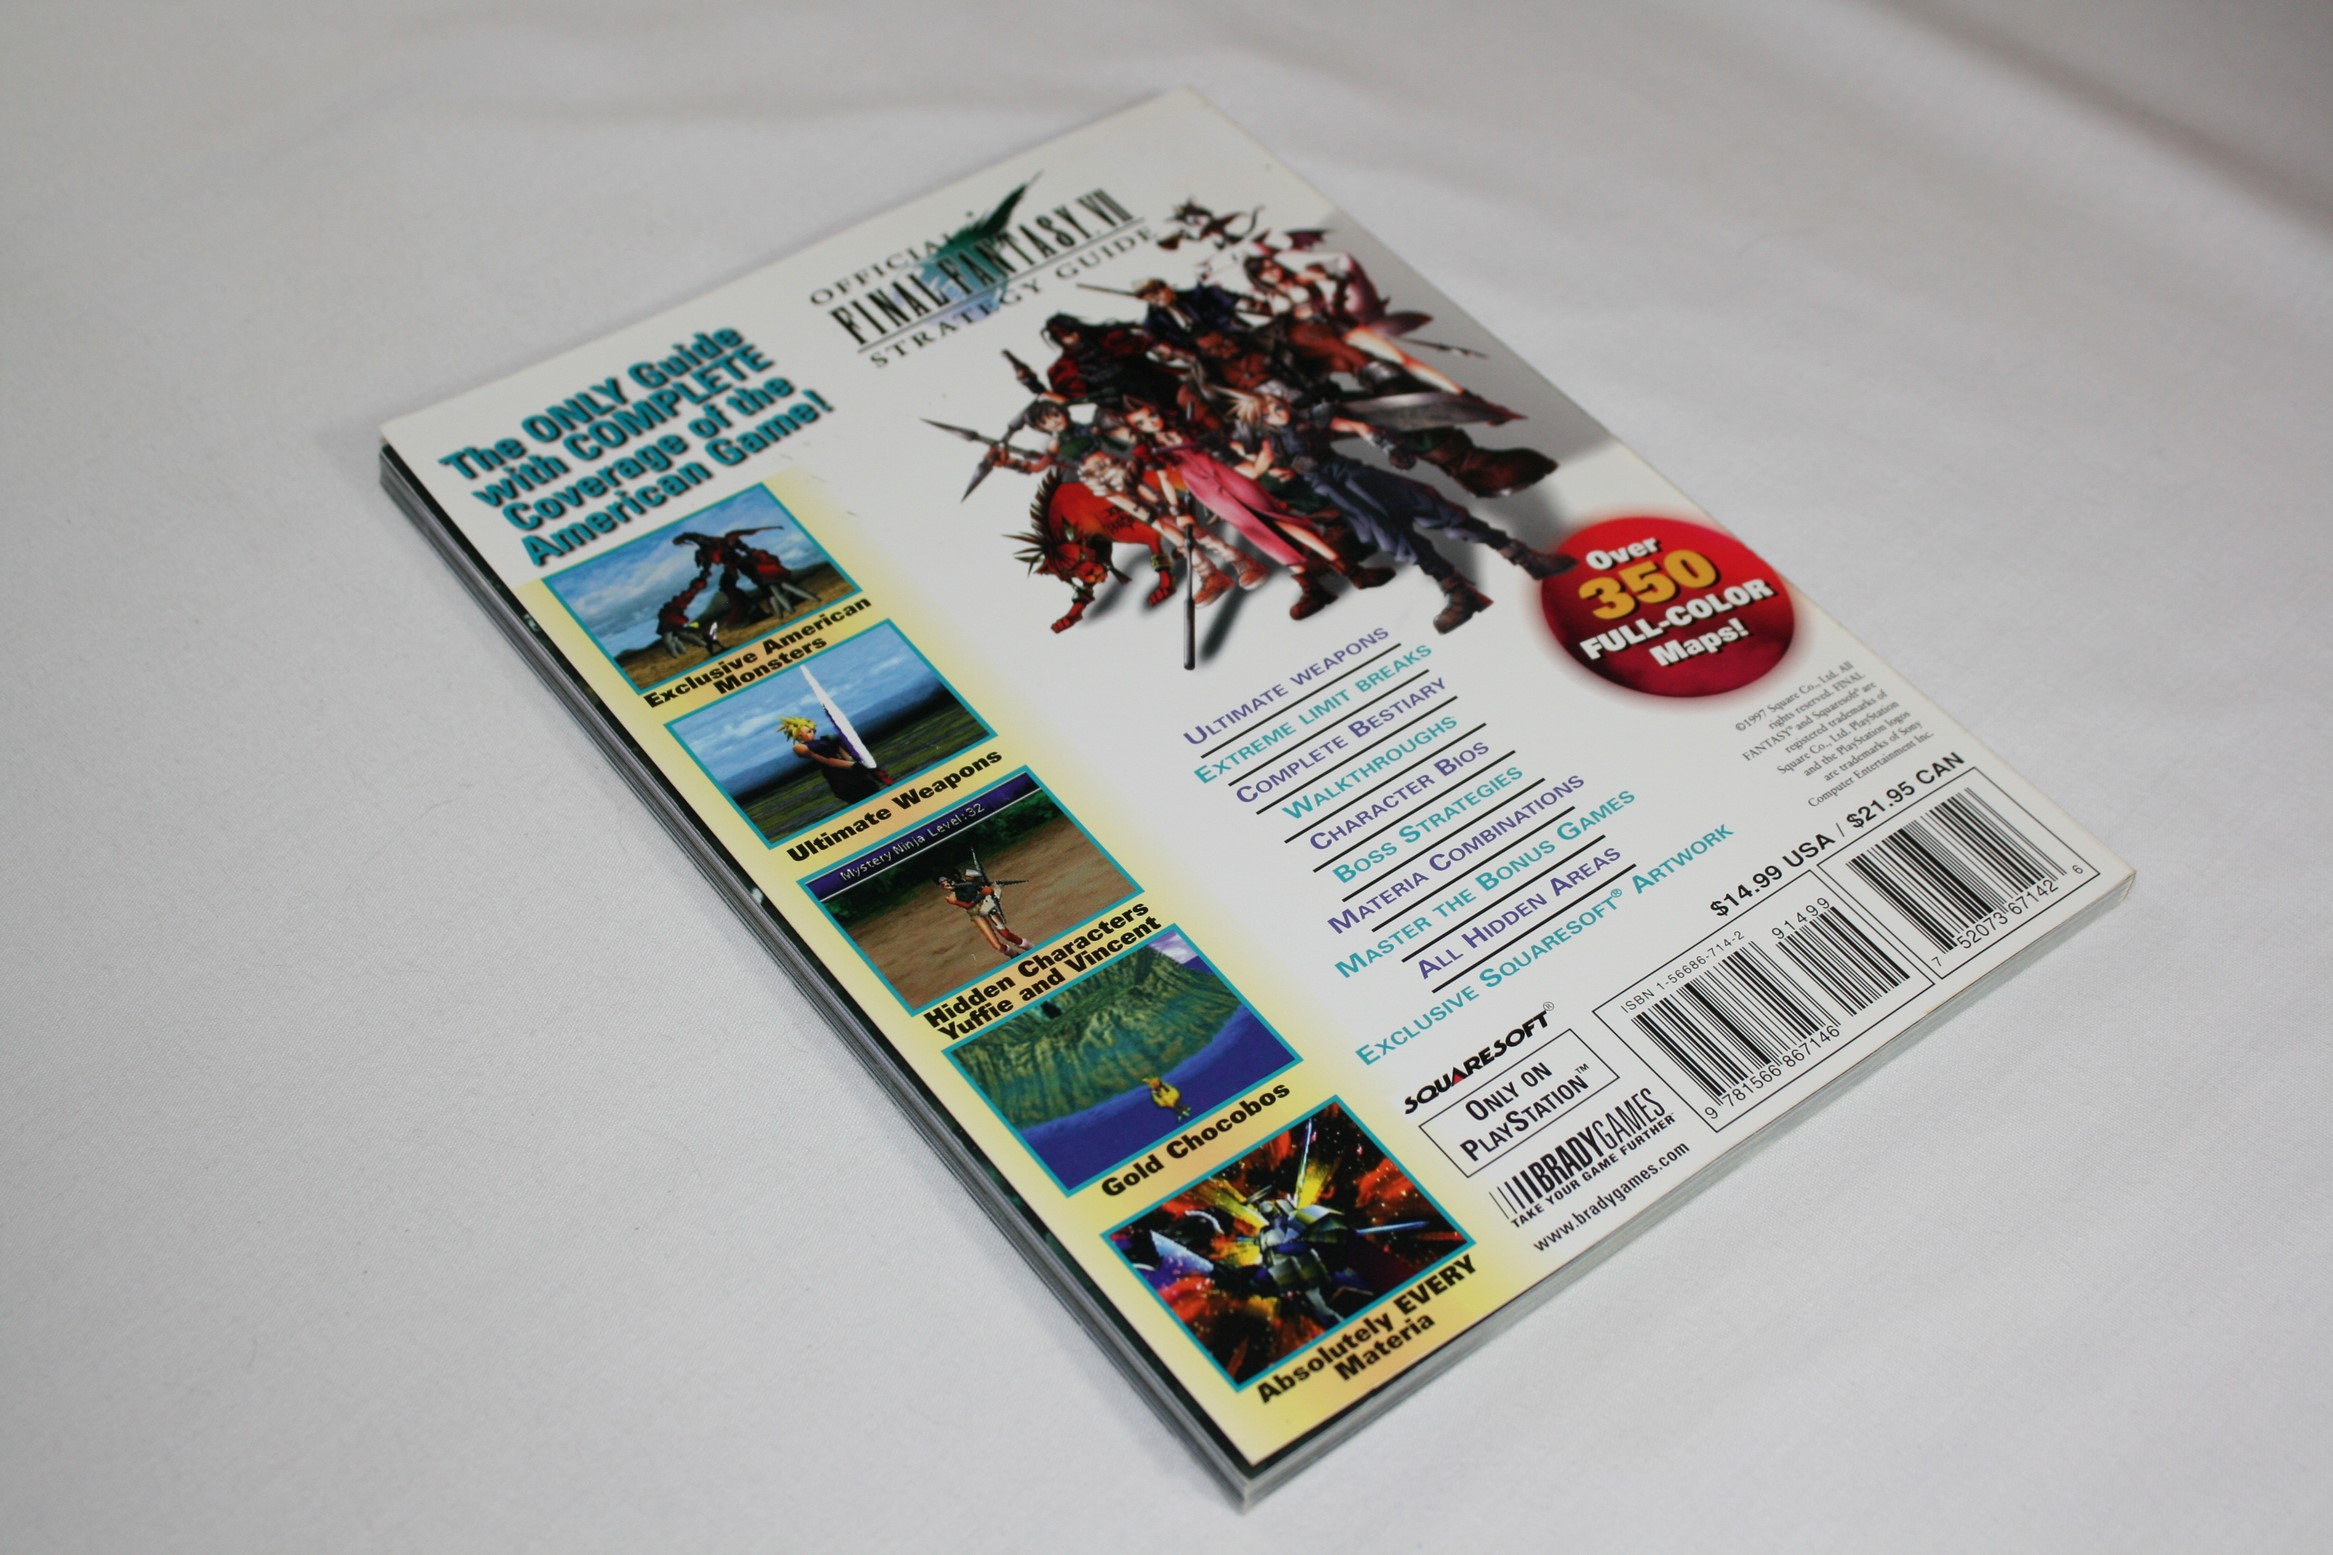 OFFICIAL
FINAL FANTASY VII
STRATEGY GUIDE
The ONLY Guide
with COMPLETE
Coverage of the
American Game!
Exclusive American
Monsters
Ultimate Weapons
Mystery Ninja Level:32
Hidden Characters
Yuffie and Vincent
Gold Chocobos
Absolutely EVERY
Materia
Over
350
FULL-COLOR
Maps!
ULTIMATE WEAPONS
EXTREME LIMIT BREAKS
COMPLETE BESTIARY
WALKTHROUGHS
CHARACTER BIOS
BOSS STRATEGIES
MATERIA COMBINATIONS
MASTER THE BONUS GAMES
ALL HIDDEN AREAS
EXCLUSIVE SQUARESOFT® ARTWORK
©1997 Square Co., Ltd. All
rights reserved. FINAL
FANTASY® and Squaresoft® are
registered trademarks of
Square Co., Ltd. PlayStation
and the PlayStation logos
are trademarks of Sony
Computer Entertainment Inc.
$14.99 USA / $21.95 CAN
SQUARESOFT®
ONLY ON
PLAYSTATION™
BRADYGAMES
TAKE YOUR GAME FURTHER™
www.bradygames.com
ISBN 1-56686-714-2
91499
9 781566 867146
7 52073 67142 6